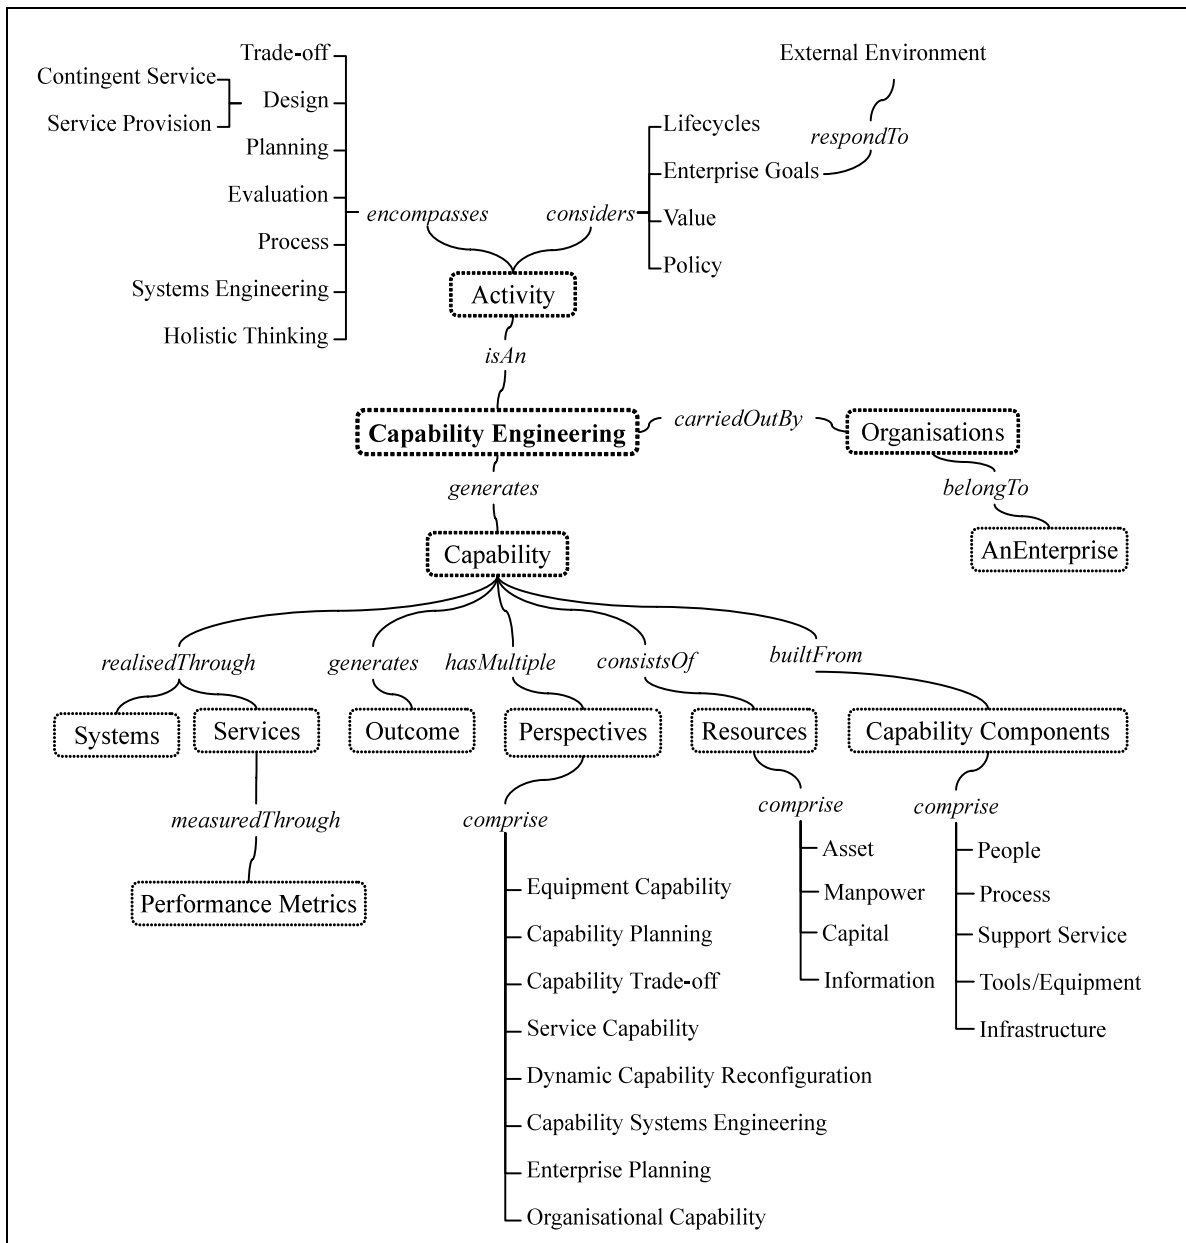 Trade-off
Contingent Service
Design
Service Provision
Planning
Evaluation
encompasses
Process
Systems Engineering
Holistic Thinking
External Environment
Lifecycles
respondTo
Enterprise Goals
considers
Value
Policy
Activity
isAn
Capability Engineering
carriedOutBy
Organisations
belongTo
AnEnterprise
generates
Capability
realisedThrough
generates
hasMultiple
consistsOf
builtFrom
Systems
Services
Outcome
Perspectives
Resources
Capability Components
measuredThrough
Performance Metrics
comprise
Equipment Capability
Capability Planning
Capability Trade-off
Service Capability
Dynamic Capability Reconfiguration
Capability Systems Engineering
Enterprise Planning
Organisational Capability
comprise
Asset
Manpower
Capital
Information
comprise
People
Process
Support Service
Tools/Equipment
Infrastructure